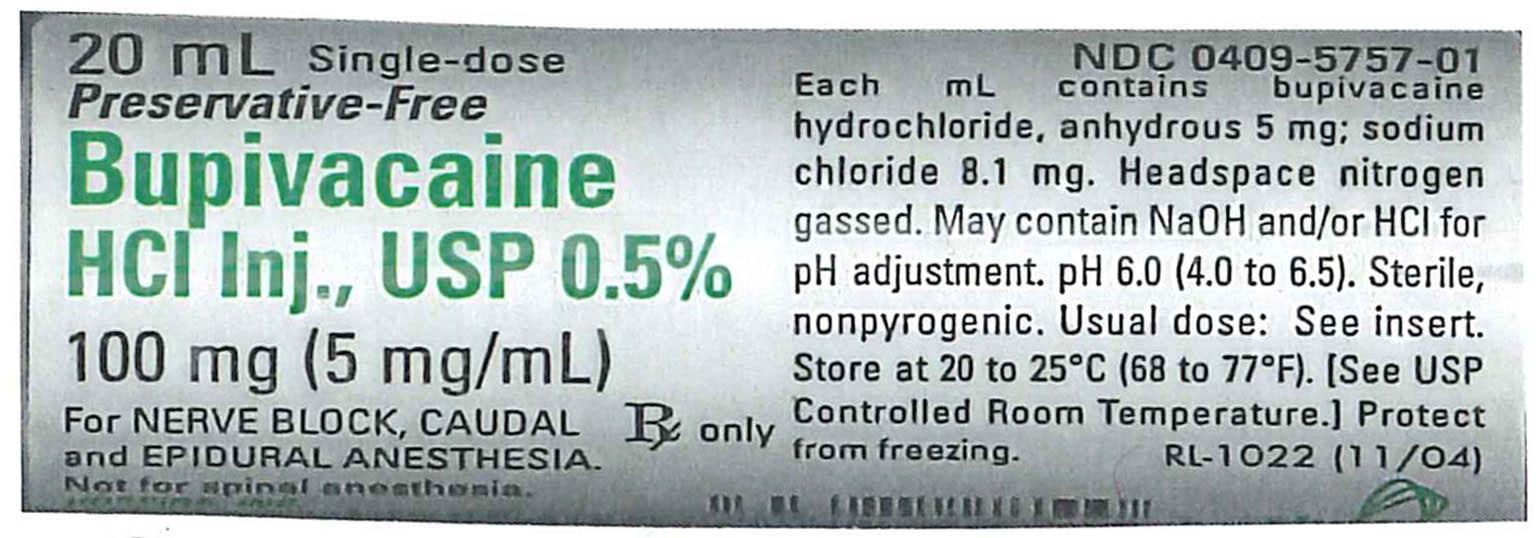 20 mL Single-dose
Preservative-Free
Bupivacaine
HCl Inj., USP 0.5%
100 mg (5 mg/mL)
For NERVE BLOCK, CAUDAL
and EPIDURAL ANESTHESIA.
Not for spinal anesthesia.
℞ only
NDC 0409-5757-01
Each mL contains bupivacaine
hydrochloride, anhydrous 5 mg; sodium
chloride 8.1 mg. Headspace nitrogen
gassed. May contain NaOH and/or HCl for
pH adjustment. pH 6.0 (4.0 to 6.5). Sterile,
nonpyrogenic. Usual dose: See insert.
Store at 20 to 25°C (68 to 77°F). [See USP
Controlled Room Temperature.] Protect
from freezing. RL-1022 (11/04)